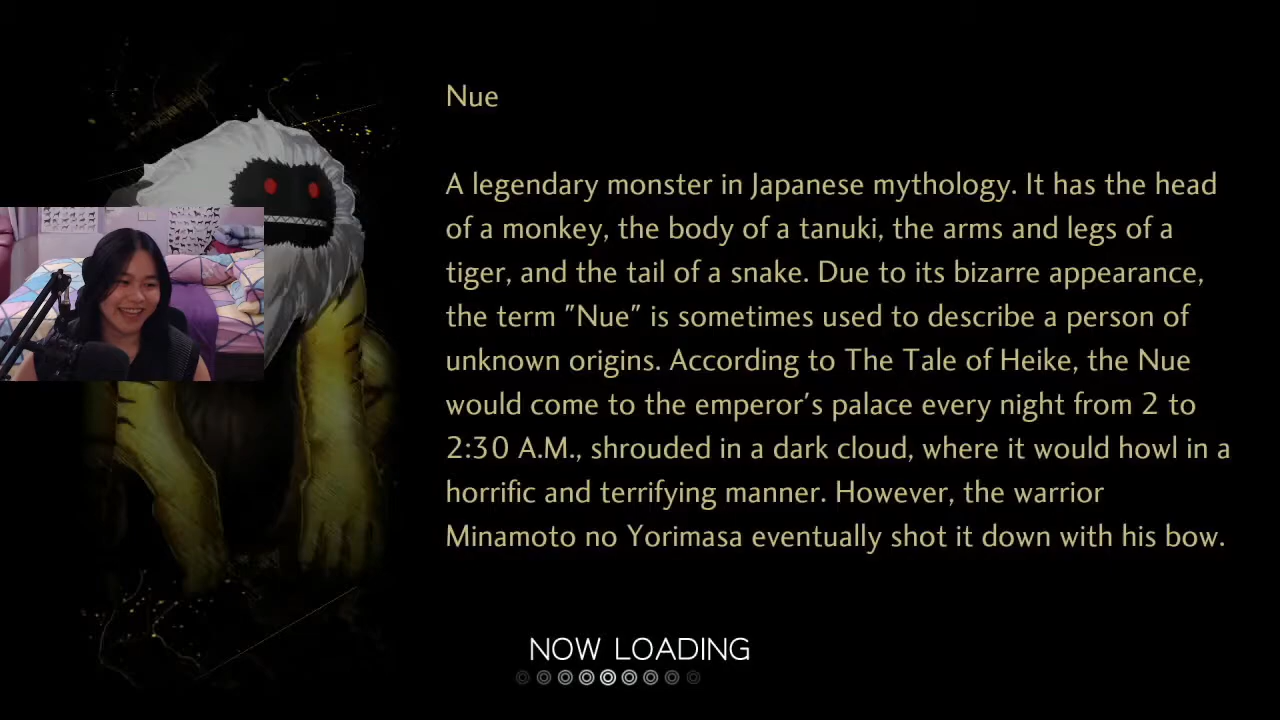 Nue
A legendary monster in Japanese mythology. It has the head
of a monkey, the body of a tanuki, the arms and legs of a
tiger, and the tail of a snake. Due to its bizarre appearance,
the term "Nue" is sometimes used to describe a person of
unknown origins. According to The Tale of Heike, the Nue
would come to the emperor's palace every night from 2 to
2:30 A.M., shrouded in a dark cloud, where it would howl in a
horrific and terrifying manner. However, the warrior
Minamoto no Yorimasa eventually shot it down with his bow.
NOW LOADING